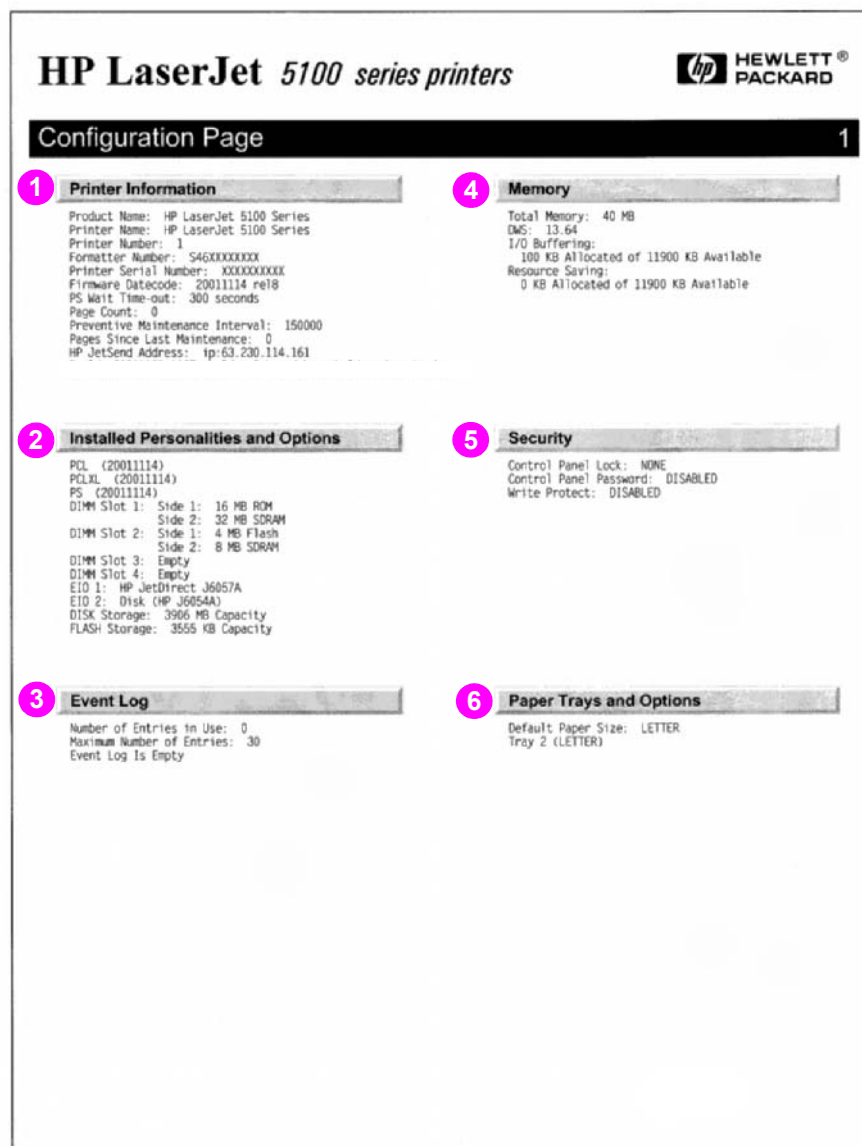 HP LaserJet 5100 series printers
hp HEWLETT ® PACKARD
Configuration Page 1
1 Printer Information
Product Name: HP LaserJet 5100 Series
Printer Name: HP LaserJet 5100 Series
Printer Number: 1
Formatter Number: S46XXXXXXXX
Printer Serial Number: XXXXXXXXXX
Firmware Datecode: 20011114 rel8
PS Wait Time-out: 300 seconds
Page Count: 0
Preventive Maintenance Interval: 150000
Pages Since Last Maintenance: 0
HP JetSend Address: ip:63.230.114.161
4 Memory
Total Memory: 40 MB
DWS: 13.64
I/O Buffering:
100 KB Allocated of 11900 KB Available
Resource Saving:
0 KB Allocated of 11900 KB Available
2 Installed Personalities and Options
PCL (20011114)
PCLXL (20011114)
PS (20011114)
DIMM Slot 1: Side 1: 16 MB ROM
Side 2: 32 MB SDRAM
DIMM Slot 2: Side 1: 4 MB Flash
Side 2: 8 MB SDRAM
DIMM Slot 3: Empty
DIMM Slot 4: Empty
EIO 1: HP JetDirect J6057A
EIO 2: Disk (HP J6054A)
DISK Storage: 3906 MB Capacity
FLASH Storage: 3555 KB Capacity
5 Security
Control Panel Lock: NONE
Control Panel Password: DISABLED
Write Protect: DISABLED
3 Event Log
Number of Entries in Use: 0
Maximum Number of Entries: 30
Event Log Is Empty
6 Paper Trays and Options
Default Paper Size: LETTER
Tray 2 (LETTER)